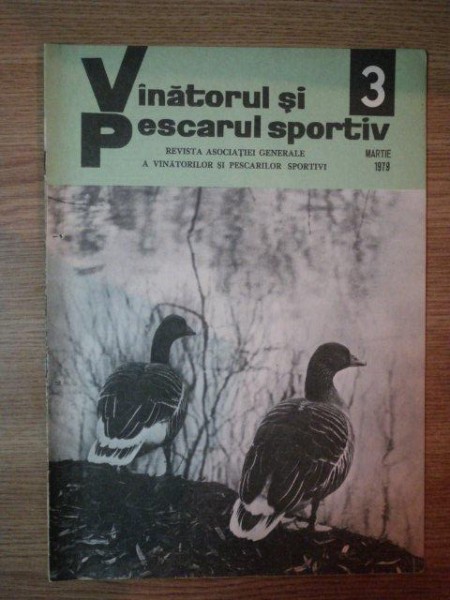 Vînătorul şi
Pescarul sportiv
3
REVISTA ASOCIAŢIEI GENERALE
A VÎNĂTORILOR ŞI PESCARILOR SPORTIVI
MARTIE
1979